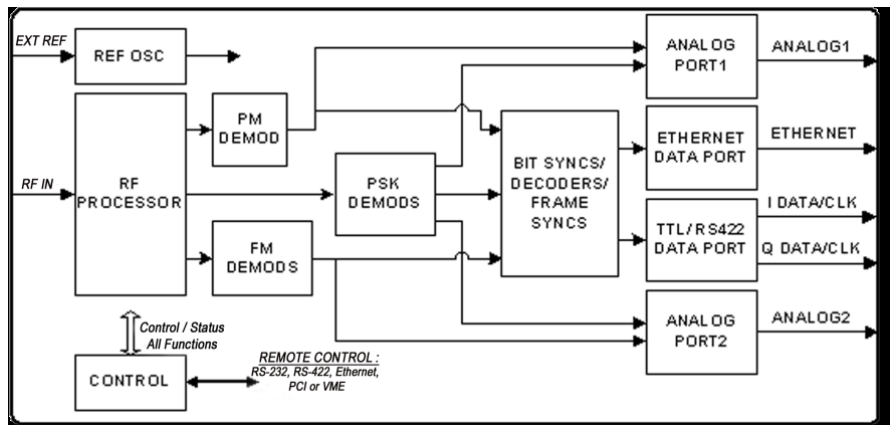 EXT REF
REF OSC
ANALOG
PORT1
ANALOG1
PM
DEMOD
ETHERNET
DATA PORT
ETHERNET
RF IN
RF
PROCESSOR
PSK
DEMODS
BIT SYNCS/
DECODERS/
FRAME
SYNCS
I DATA/CLK
TTL/RS422
DATA PORT
Q DATA/CLK
FM
DEMODS
Control / Status
All Functions
ANALOG
PORT2
ANALOG2
CONTROL
REMOTE CONTROL :
RS-232, RS-422, Ethernet,
PCI or VME